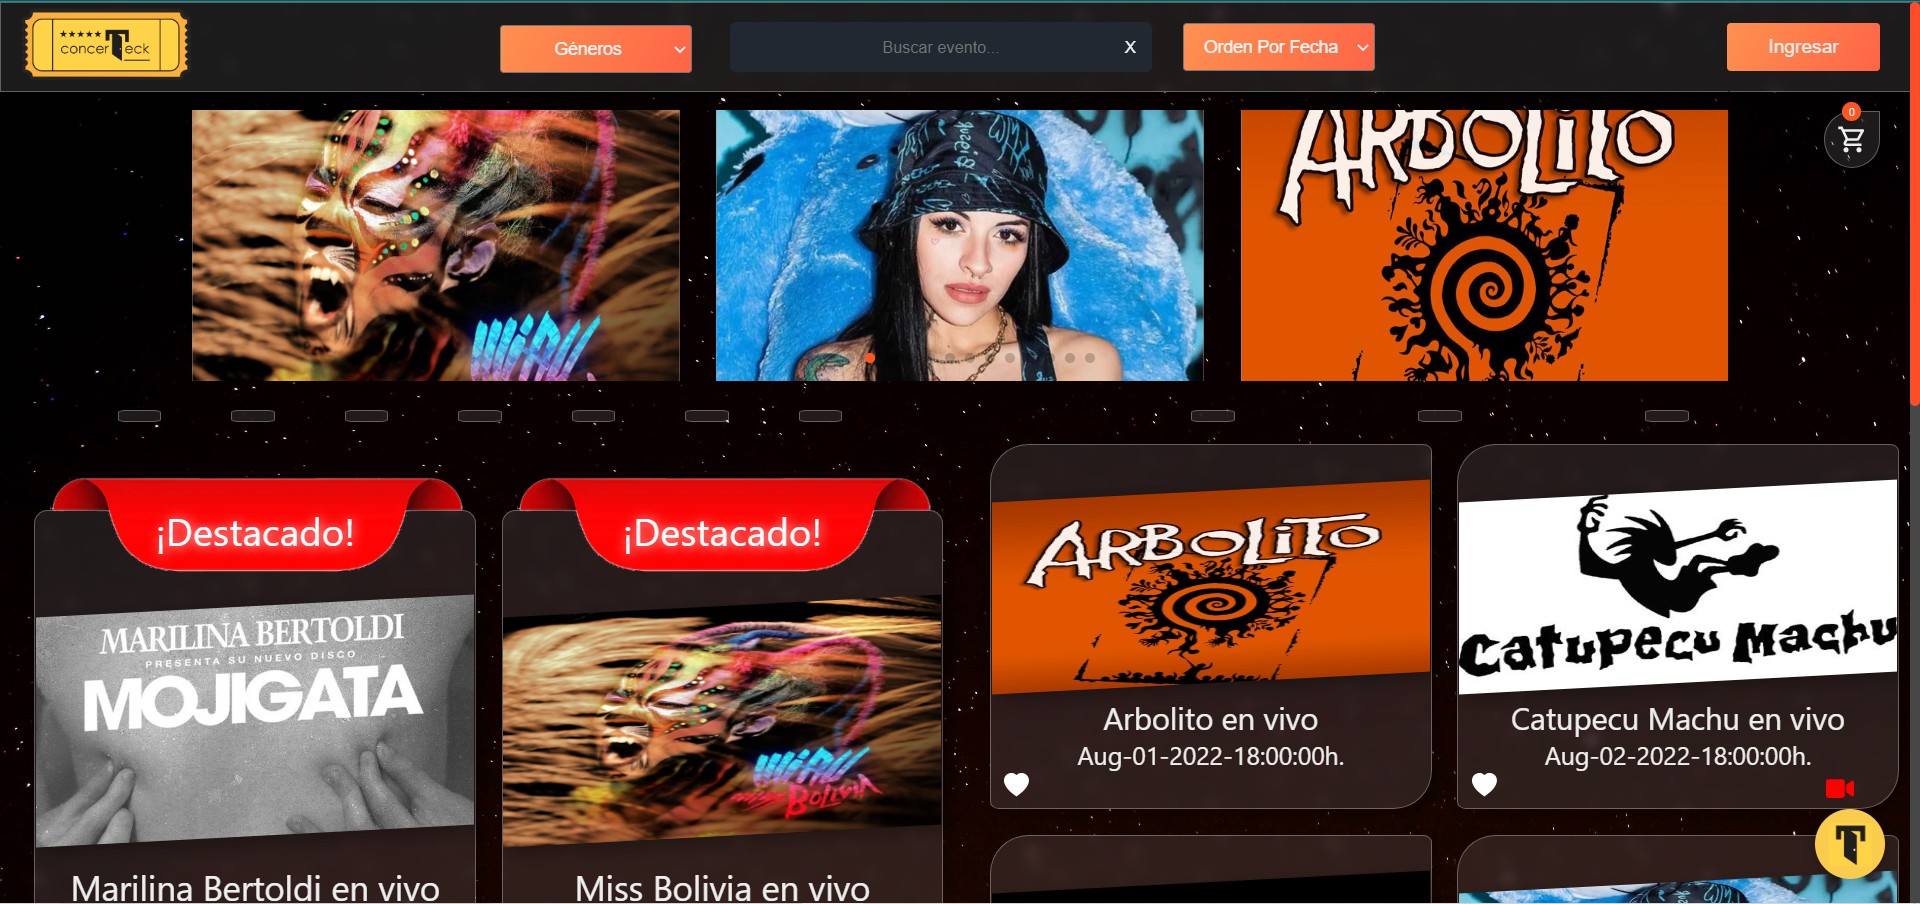 ★★★★★
concerTeck
Géneros
Buscar evento...
X
Orden Por Fecha
Ingresar
0
ARBOLITO
¡Destacado!
¡Destacado!
MARILINA BERTOLDI
PRESENTA SU NUEVO DISCO
MOJIGATA
miss BOLIVIA
ARBOLITO
Catupecu Machu
Arbolito en vivo
Aug-01-2022-18:00:00h.
Catupecu Machu en vivo
Aug-02-2022-18:00:00h.
T
Marilina Bertoldi en vivo
Miss Bolivia en vivo